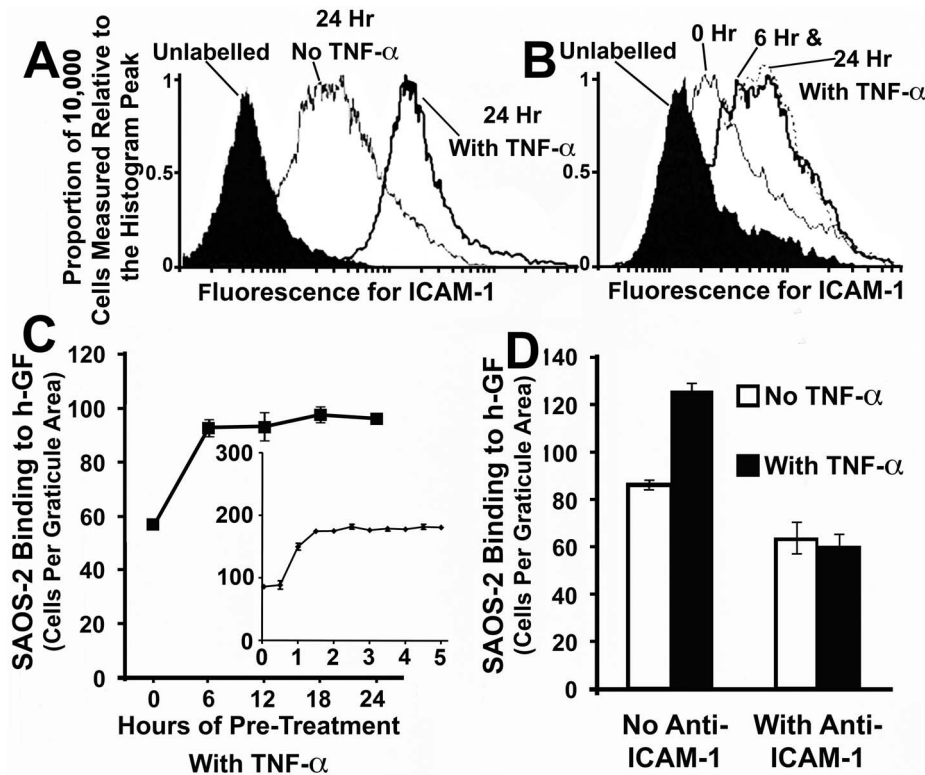 A
Proportion of 10,000
Cells Measured Relative to
the Histogram Peak
Unlabelled
24 Hr
No TNF-α
24 Hr
With TNF-α
1
0.5
0
Fluorescence for ICAM-1
B
Unlabelled
0 Hr
6 Hr &
24 Hr
With TNF-α
1
0.5
0
Fluorescence for ICAM-1
C
SAOS-2 Binding to h-GF
(Cells Per Graticule Area)
120
100
80
60
40
20
0
300
200
100
0
0 1 2 3 4 5
0 6 12 18 24
Hours of Pre-Treatment
With TNF-α
D
SAOS-2 Binding to h-GF
(Cells Per Graticule Area)
140
120
100
80
60
40
20
0
No TNF-α
With TNF-α
No Anti-
ICAM-1
With Anti-
ICAM-1